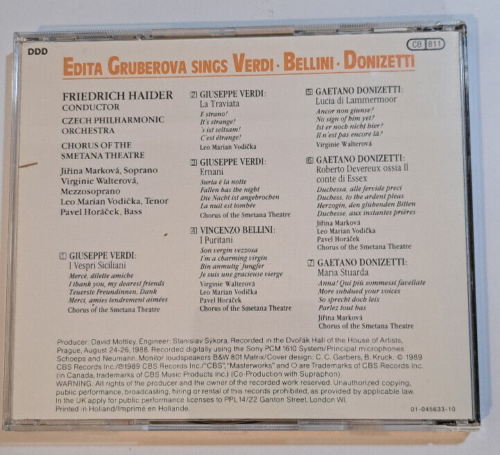 DDD
CB 811
EDITA GRUBEROVA SINGS VERDI · BELLINI · DONIZETTI
FRIEDRICH HAIDER
CONDUCTOR
CZECH PHILHARMONIC
ORCHESTRA
CHORUS OF THE
SMETANA THEATRE
Jiřina Marková, Soprano
Virginie Walterová,
Mezzosoprano
Leo Marian Vodička, Tenor
Pavel Horáček, Bass
1 GIUSEPPE VERDI:
I Vespri Siciliani
Mercé, dilette amiche
I thank you, my dearest friends
Teuerste Freundinnen, Dank
Merci, amies tendrement aimées
Chorus of the Smetana Theatre
2 GIUSEPPE VERDI:
La Traviata
E strano!
It's strange!
's ist seltsam!
C'est étrange!
Leo Marian Vodička
3 GIUSEPPE VERDI:
Ernani
Surta è la notte
Fallen has the night
Die Nacht ist angebrochen
La nuit est tombée
Chorus of the Smetana Theatre
4 VINCENZO BELLINI:
I Puritani
Son vergin vezzosa
I'm a charming virgin
Bin anmutig Jungfer
Je suis une gracieuse vierge
Virginie Walterová
Leo Marian Vodička
Pavel Horáček
Chorus of the Smetana Theatre
5 GAETANO DONIZETTI:
Lucia di Lammermoor
Ancor non giunse?
No sign of him yet?
Ist er noch nicht hier?
Il n'est pas encore là?
Virginie Walterová
6 GAETANO DONIZETTI:
Roberto Devereux ossia Il
conte di Essex
Duchessa, alle fervide preci
Duchess, to the ardent pleas
Herzogin, den glühenden Bitten
Duchesse, aux instantes prières
Jiřina Marková
Leo Marian Vodička
Pavel Horáček
Chorus of the Smetana Theatre
7 GAETANO DONIZETTI:
Maria Stuarda
Anna! Qui più sommessi favellate
More subdued your voices
So sprecht doch leis
Parlez tout bas
Jiřina Marková
Chorus of the Smetana Theatre
Producer: David Mottley, Engineer: Stanislav Sýkora. Recorded in the Dvořák Hall of the House of Artists,
Prague, August 24-26, 1988. Recorded digitally using the Sony PCM 1610 System/Principal microphones
Schoeps and Neumann. Monitor loudspeakers B&W 801 Matrix/Cover design: C. C. Garbers, B. Kruck. © 1989
CBS Records Inc./℗1989 CBS Records Inc./"CBS", "Masterworks" and are Trademarks of CBS Records Inc.
(in Canada, trademarks of CBS Music Products Inc.) (Co-Production with Supraphon)
WARNING: All rights of the producer and the owner of the recorded work reserved. Unauthorized copying,
public performance, broadcasting, hiring or rental of this record prohibited, as provided by applicable law.
In the UK apply for public performance licences to PPL 14/22 Ganton Street, London W1.
Printed in Holland/Imprimé en Hollande.
01-045633-10